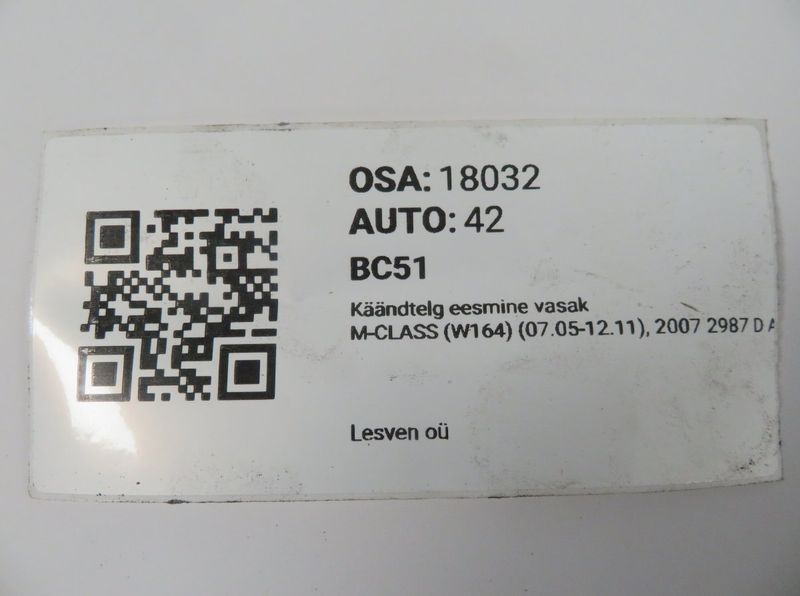 OSA: 18032
AUTO: 42
BC51
Käändtelg eesmine vasak
M-CLASS (W164) (07.05-12.11), 2007 2987 D A
Lesven oü